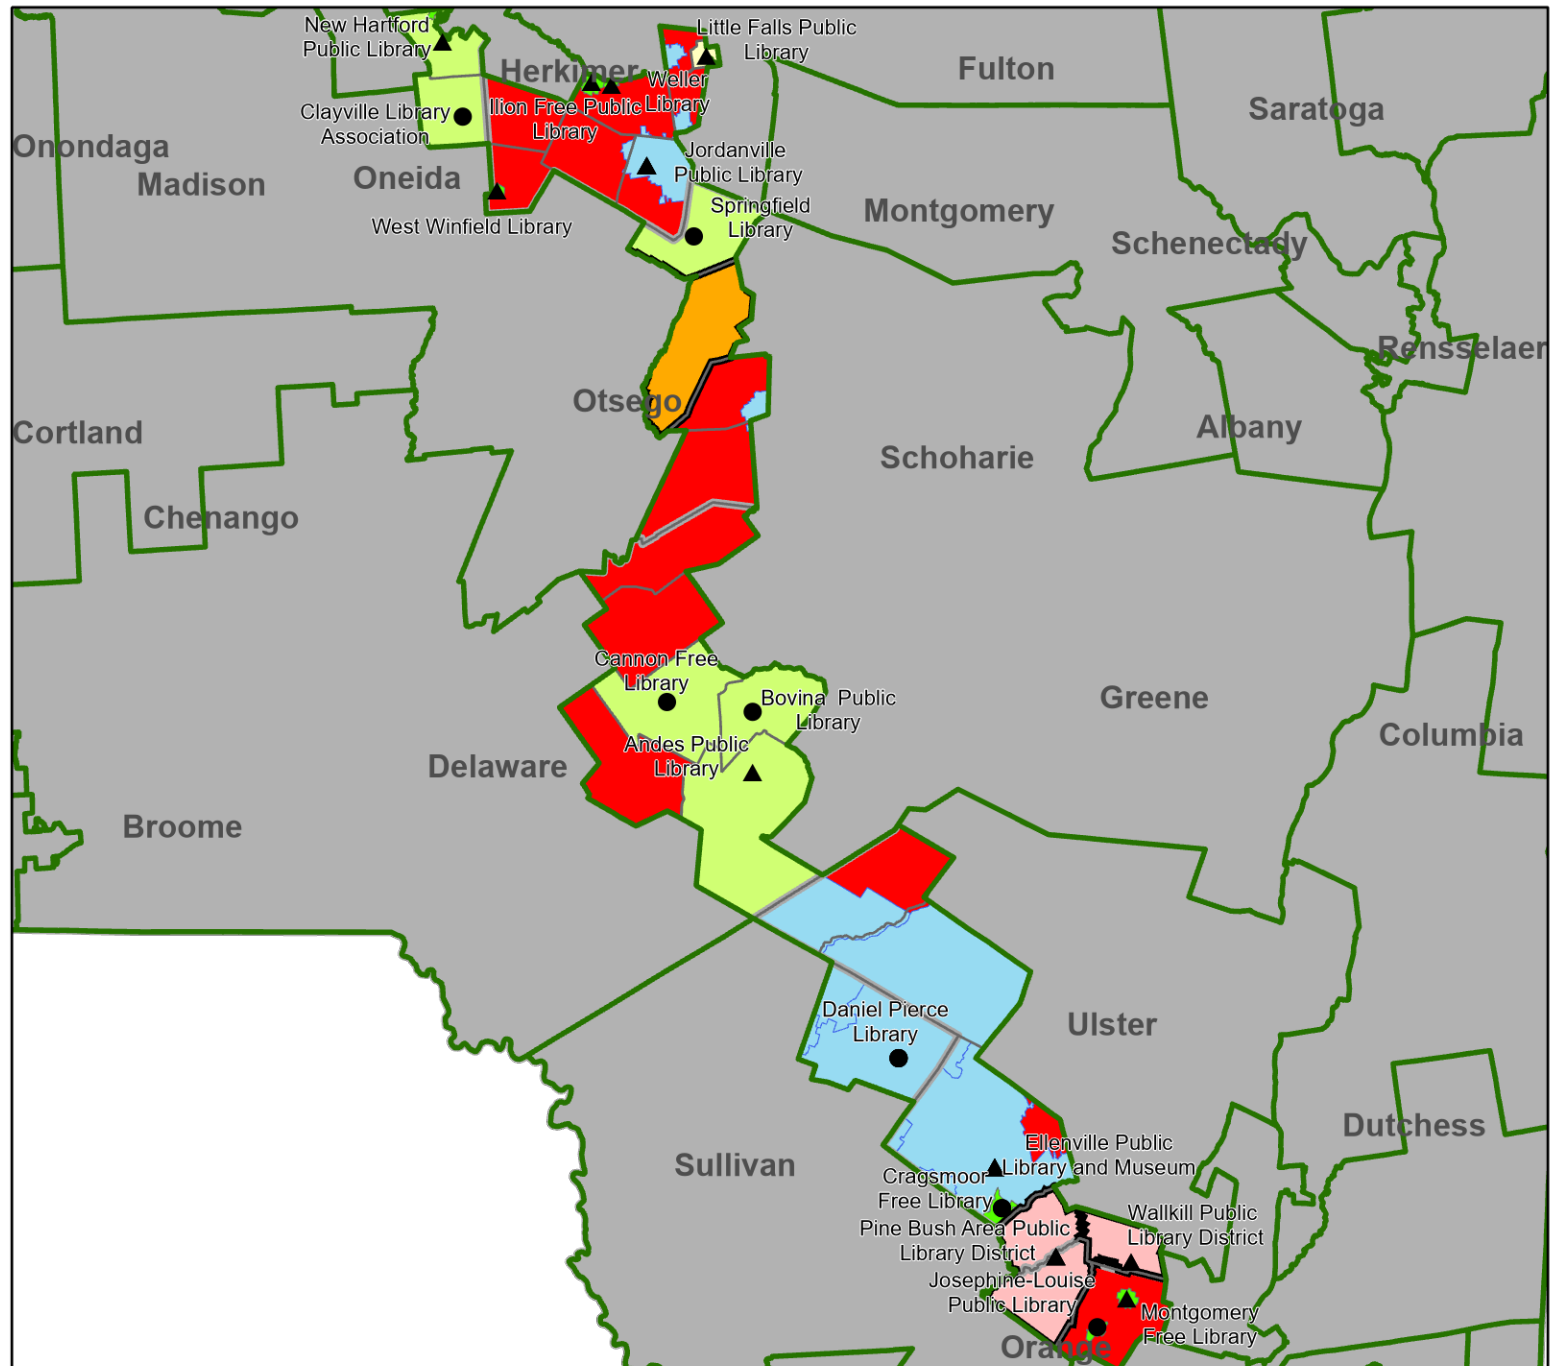 New Hartford
Public Library
Little Falls Public
Library
Herkimer
Weller
Library
Fulton
Saratoga
Clayville Library
Association
Ilion Free Public
Library
Onondaga
Madison
Oneida
Jordanville
Public Library
West Winfield Library
Springfield
Library
Montgomery
Schenectady
Rensselaer
Otsego
Cortland
Albany
Schoharie
Chenango
Cannon Free
Library
Bovina  Public
Library
Greene
Columbia
Andes Public
Library
Delaware
Broome
Daniel Pierce
Library
Ulster
Dutchess
Sullivan
Ellenville Public
Library and Museum
Cragsmoor
Free Library
Wallkill Public
Library District
Pine Bush Area Public
Library District
Josephine-Louise
Public Library
Montgomery
Free Library
Orange